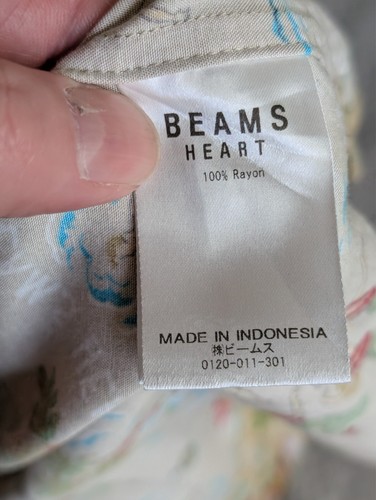 BEAMS
HEART
100% Rayon
MADE IN INDONESIA
㈱ビームス
0120-011-301